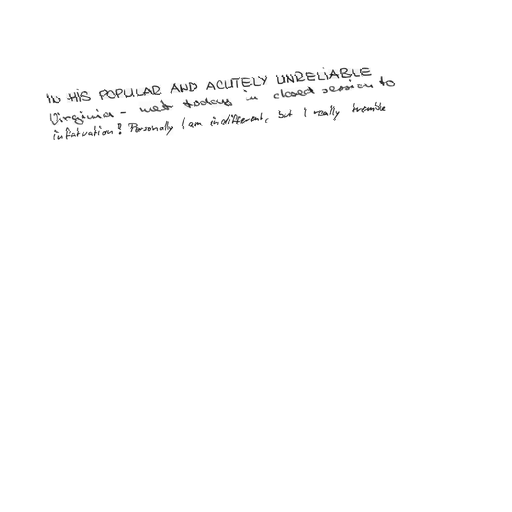 IN HIS POPULAR AND ACUTELY UNRELIABLE
Virginia - met today in closed session to
infatuation? Personally I am indifferent, but I really tremble